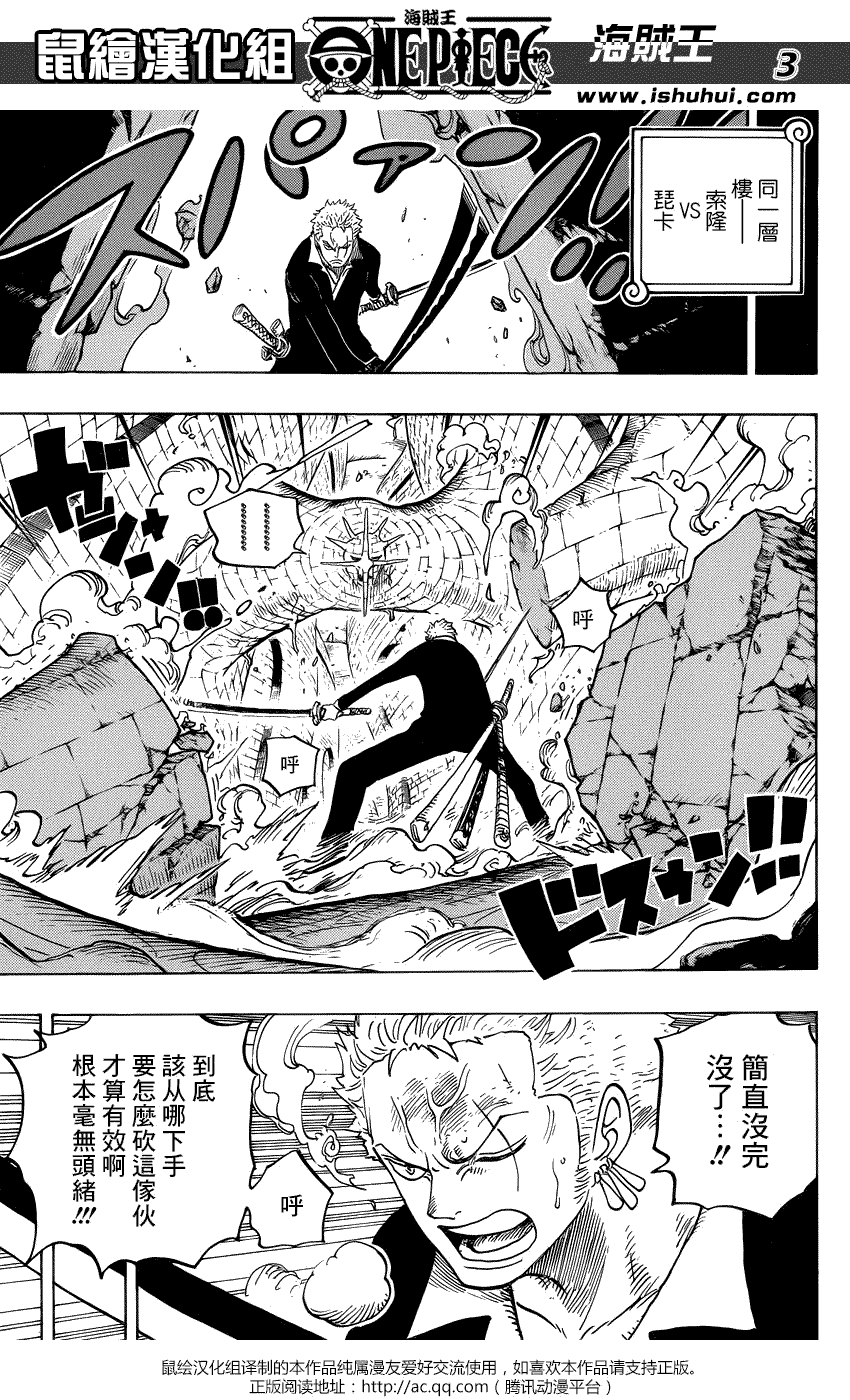 鼠繪漢化組
海賊王
ONE PIECE
海賊王
3
www.ishuhui.com
同一層
樓——
索隆
VS
琵卡
スパァン
ガシャァン!!
呼
呼
ドスゥン!!
簡直沒完
沒了…!!
到底
該从哪下手
要怎麼砍這傢伙
才算有效啊
根本毫無頭緒!!!
呼
鼠绘汉化组译制的本作品纯属漫友爱好交流使用，如喜欢本作品请支持正版。
正版阅读地址：http://ac.qq.com（腾讯动漫平台）